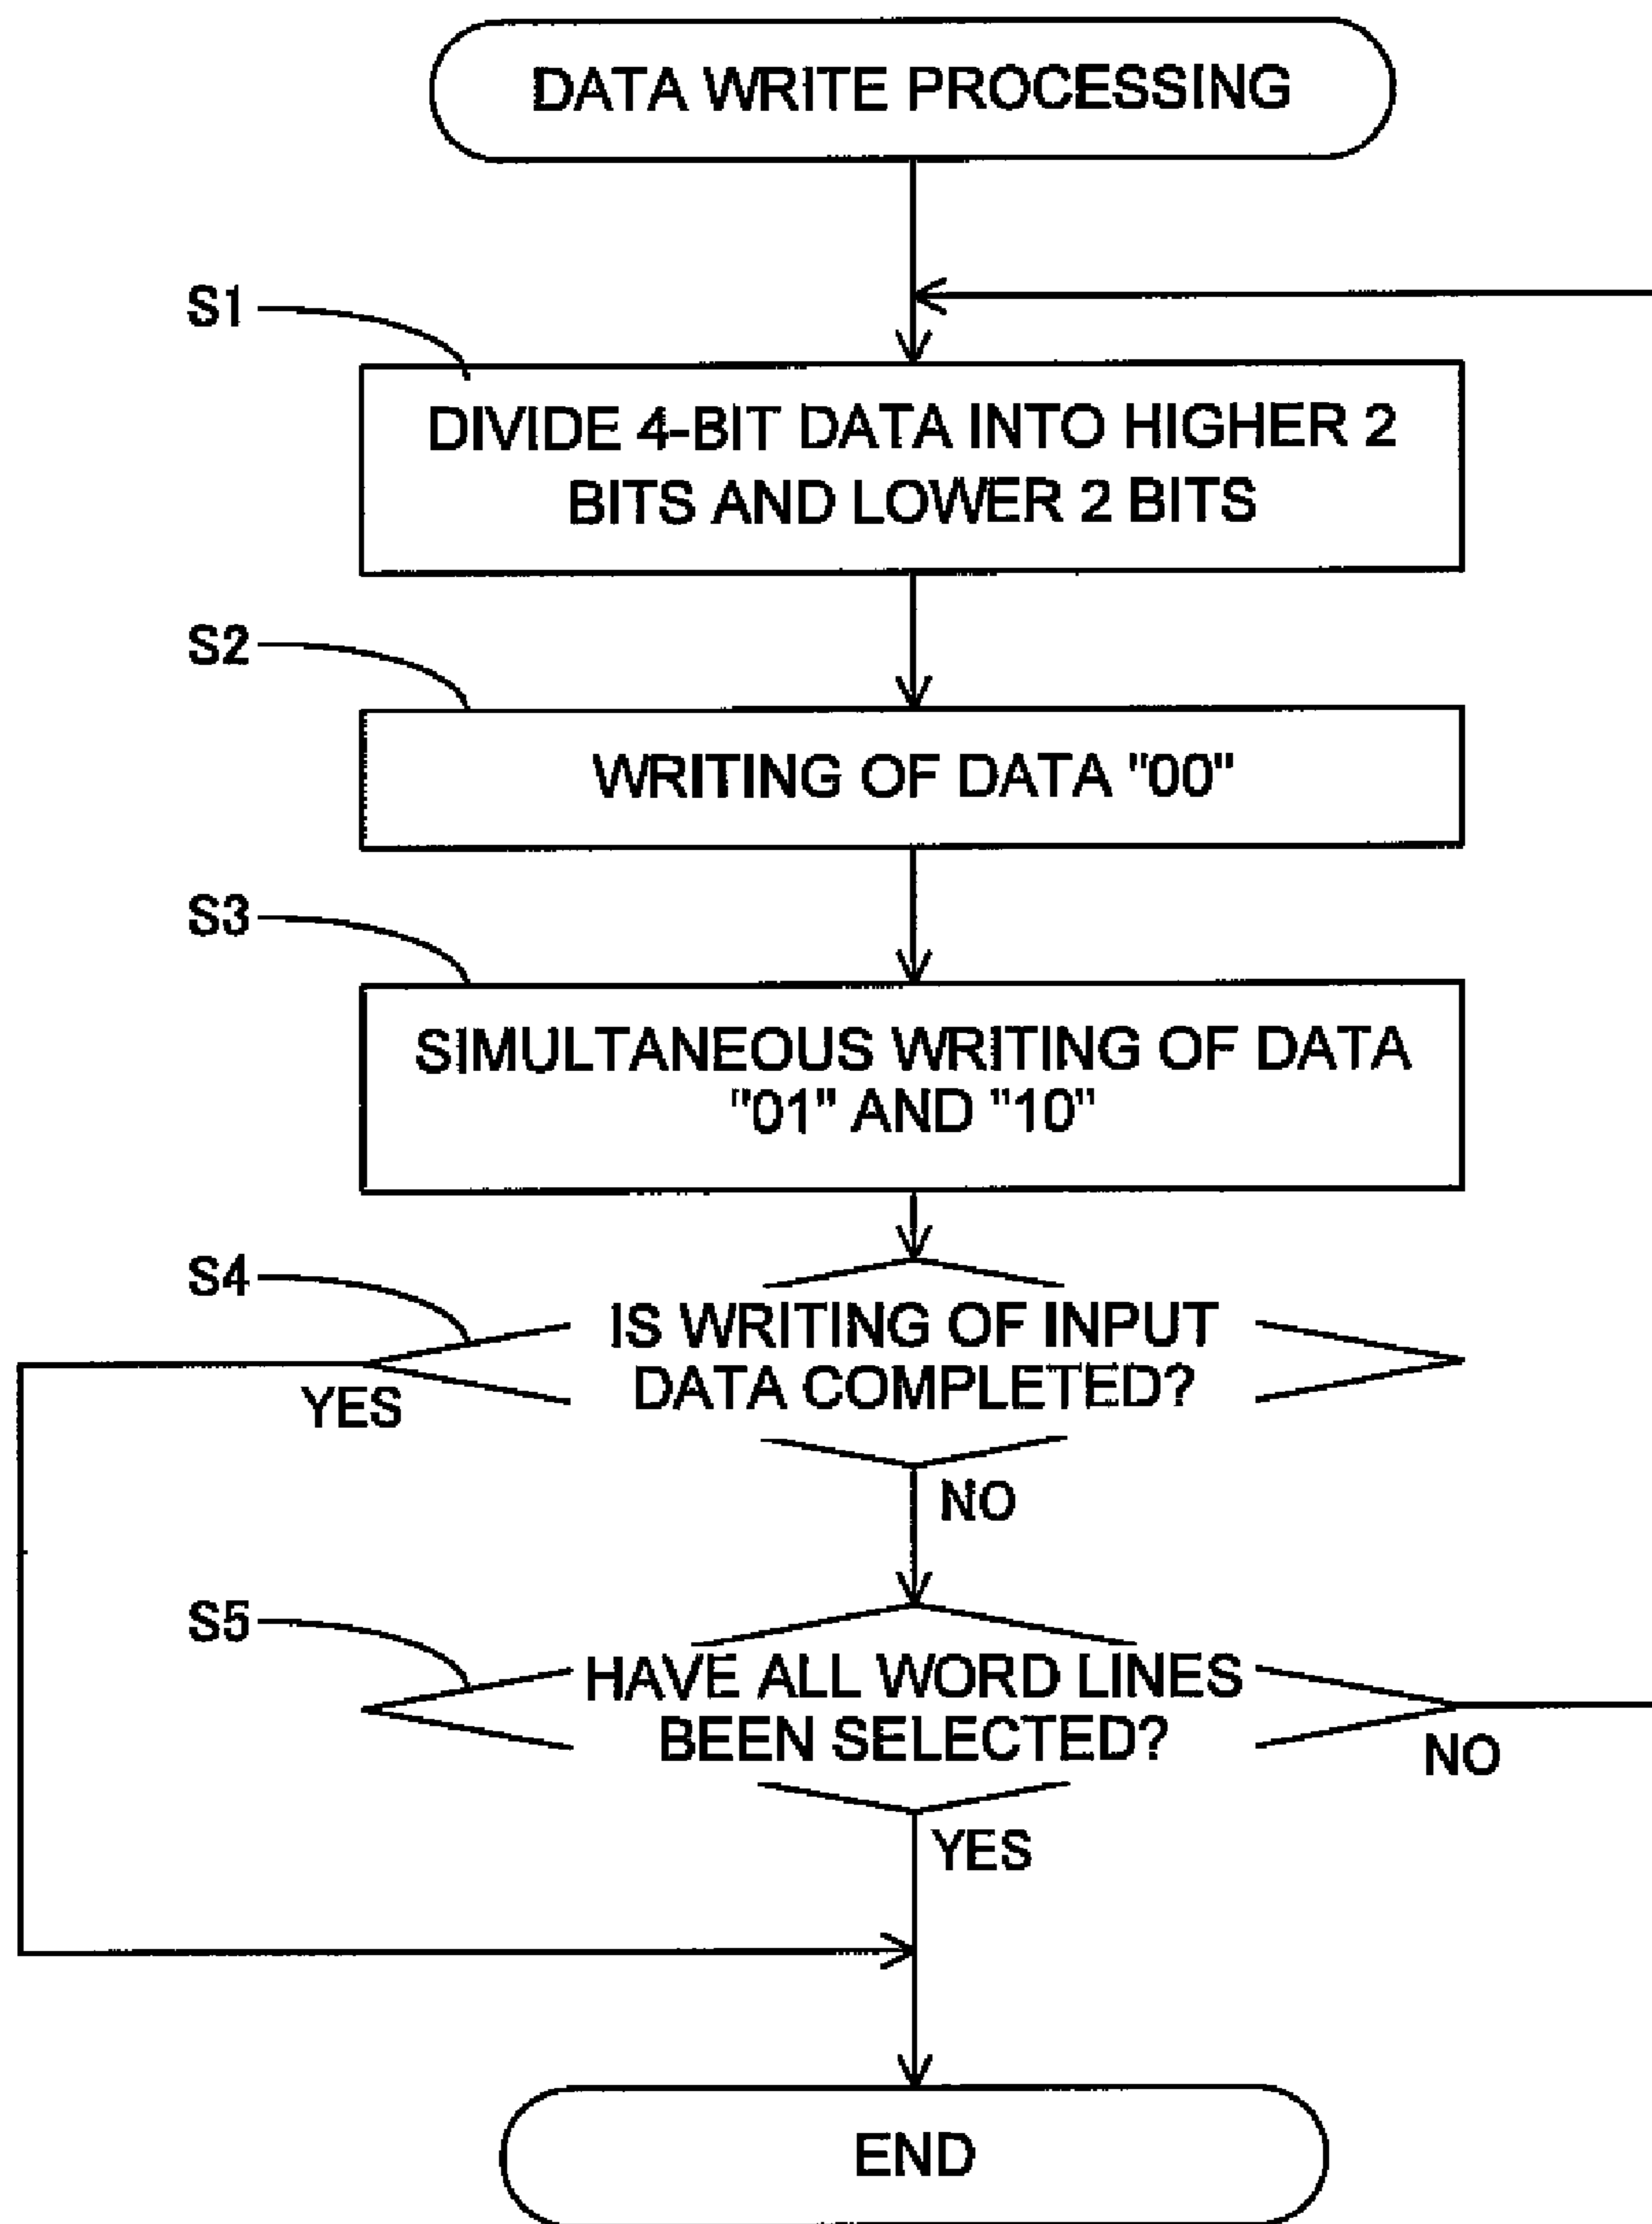 DATA WRITE PROCESSING
S1
DIVIDE 4-BIT DATA INTO HIGHER 2
BITS AND LOWER 2 BITS
S2
WRITING OF DATA "00"
S3
SIMULTANEOUS WRITING OF DATA
"01" AND "10"
S4
IS WRITING OF INPUT
DATA COMPLETED?
YES
NO
S5
HAVE ALL WORD LINES
BEEN SELECTED?
NO
YES
END